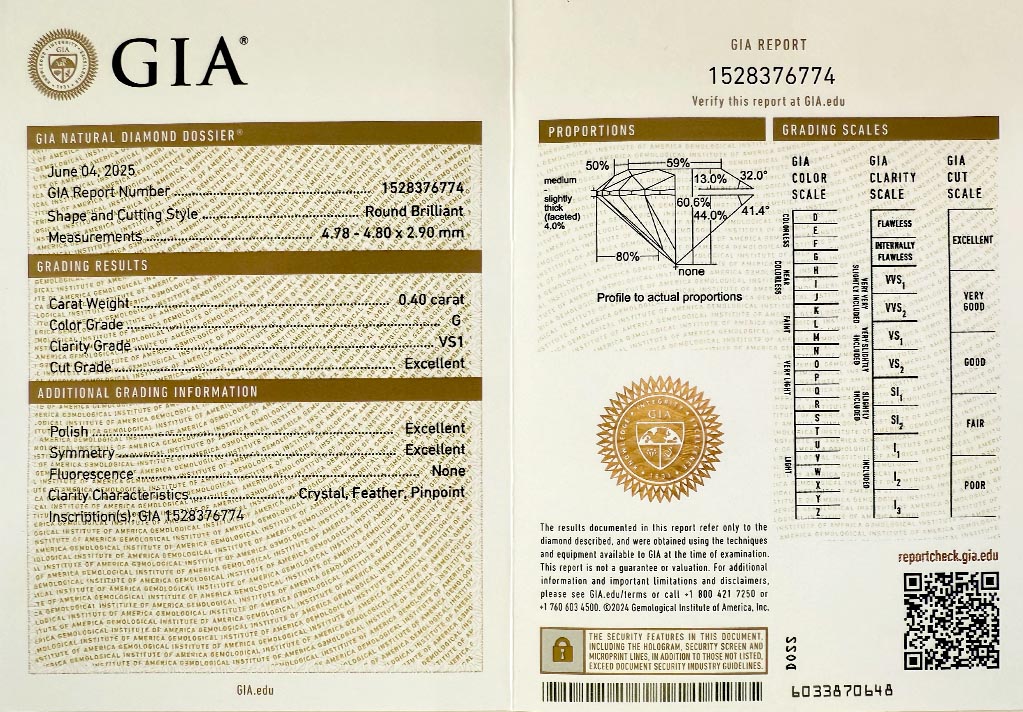 GIA®
GIA NATURAL DIAMOND DOSSIER®
June 04, 2025
GIA Report Number 1528376774
Shape and Cutting Style Round Brilliant
Measurements 4.78 - 4.80 x 2.90 mm
GRADING RESULTS
Carat Weight 0.40 carat
Color Grade G
Clarity Grade VS1
Cut Grade Excellent
ADDITIONAL GRADING INFORMATION
Polish Excellent
Symmetry Excellent
Fluorescence None
Clarity Characteristics Crystal, Feather, Pinpoint
Inscription(s): GIA 1528376774
GIA.edu
GIA REPORT
1528376774
Verify this report at GIA.edu
PROPORTIONS
50%
59%
medium
13.0%
32.0°
slightly
thick
(faceted)
4.0%
60.6%
44.0%
41.4°
80%
none
Profile to actual proportions
GIA
The results documented in this report refer only to the
diamond described, and were obtained using the techniques
and equipment available to GIA at the time of examination.
This report is not a guarantee or valuation. For additional
information and important limitations and disclaimers,
please see GIA.edu/terms or call +1 800 421 7250 or
+1 760 603 4500. ©2024 Gemological Institute of America, Inc.
THE SECURITY FEATURES IN THIS DOCUMENT,
INCLUDING THE HOLOGRAM, SECURITY SCREEN AND
MICROPRINT LINES, IN ADDITION TO THOSE NOT LISTED,
EXCEED DOCUMENT SECURITY INDUSTRY GUIDELINES.
GRADING SCALES
GIA
COLOR
SCALE
COLORLESS
D
E
F
NEAR COLORLESS
G
H
I
J
FAINT
K
L
M
VERY LIGHT
N
O
P
Q
R
LIGHT
S
T
U
V
W
X
Y
Z
GIA
CLARITY
SCALE
FLAWLESS
INTERNALLY
FLAWLESS
VERY VERY SLIGHTLY INCLUDED
VVS1
VVS2
VERY SLIGHTLY INCLUDED
VS1
VS2
SLIGHTLY INCLUDED
SI1
SI2
INCLUDED
I1
I2
I3
GIA
CUT
SCALE
EXCELLENT
VERY
GOOD
GOOD
FAIR
POOR
reportcheck.gia.edu
6033870648